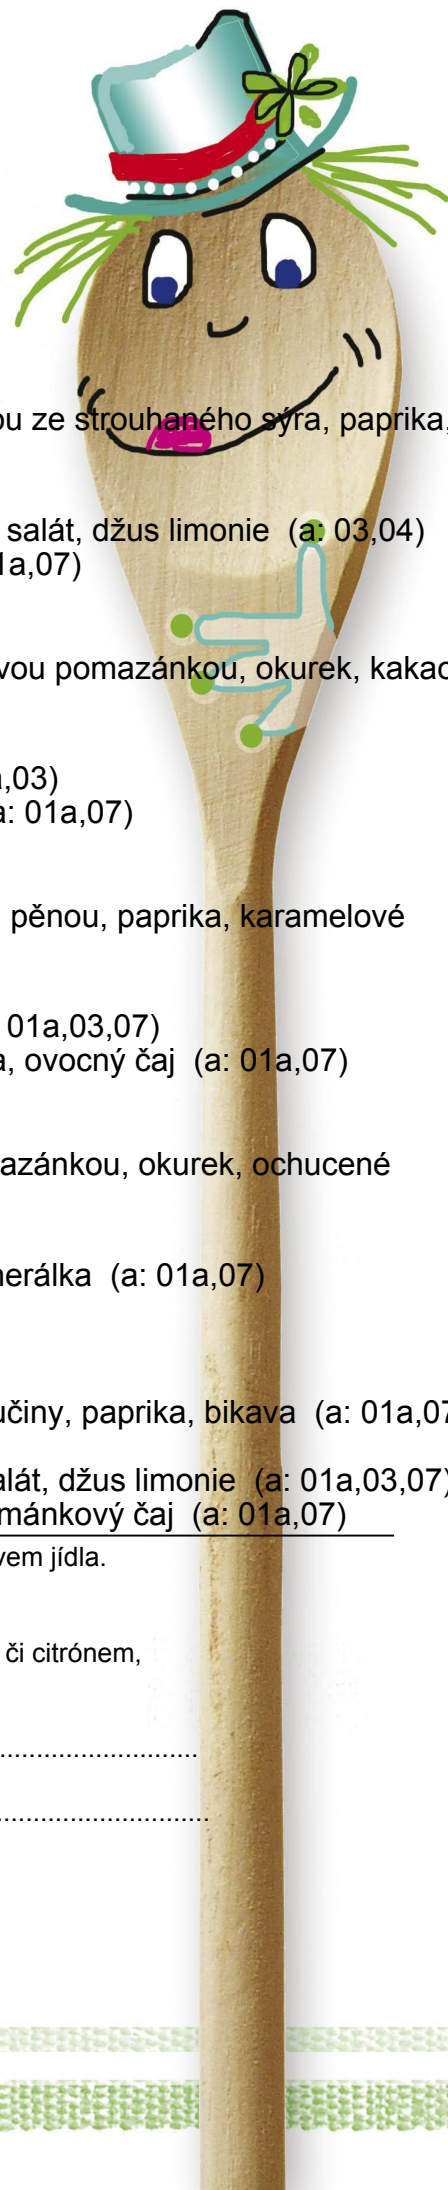 ou ze strouhaného sýra, paprika,
salát, džus limonie (a: 03,04)
1a,07)
vou pomazánkou, okurek, kakao
a,03)
a: 01a,07)
pěnou, paprika, karamelové
01a,03,07)
a, ovocný čaj (a: 01a,07)
azánkou, okurek, ochucené
nerálka (a: 01a,07)
učiny, paprika, bikava (a: 01a,07
alát, džus limonie (a: 01a,03,07)
mánkový čaj (a: 01a,07)
vem jídla.
či citrónem,